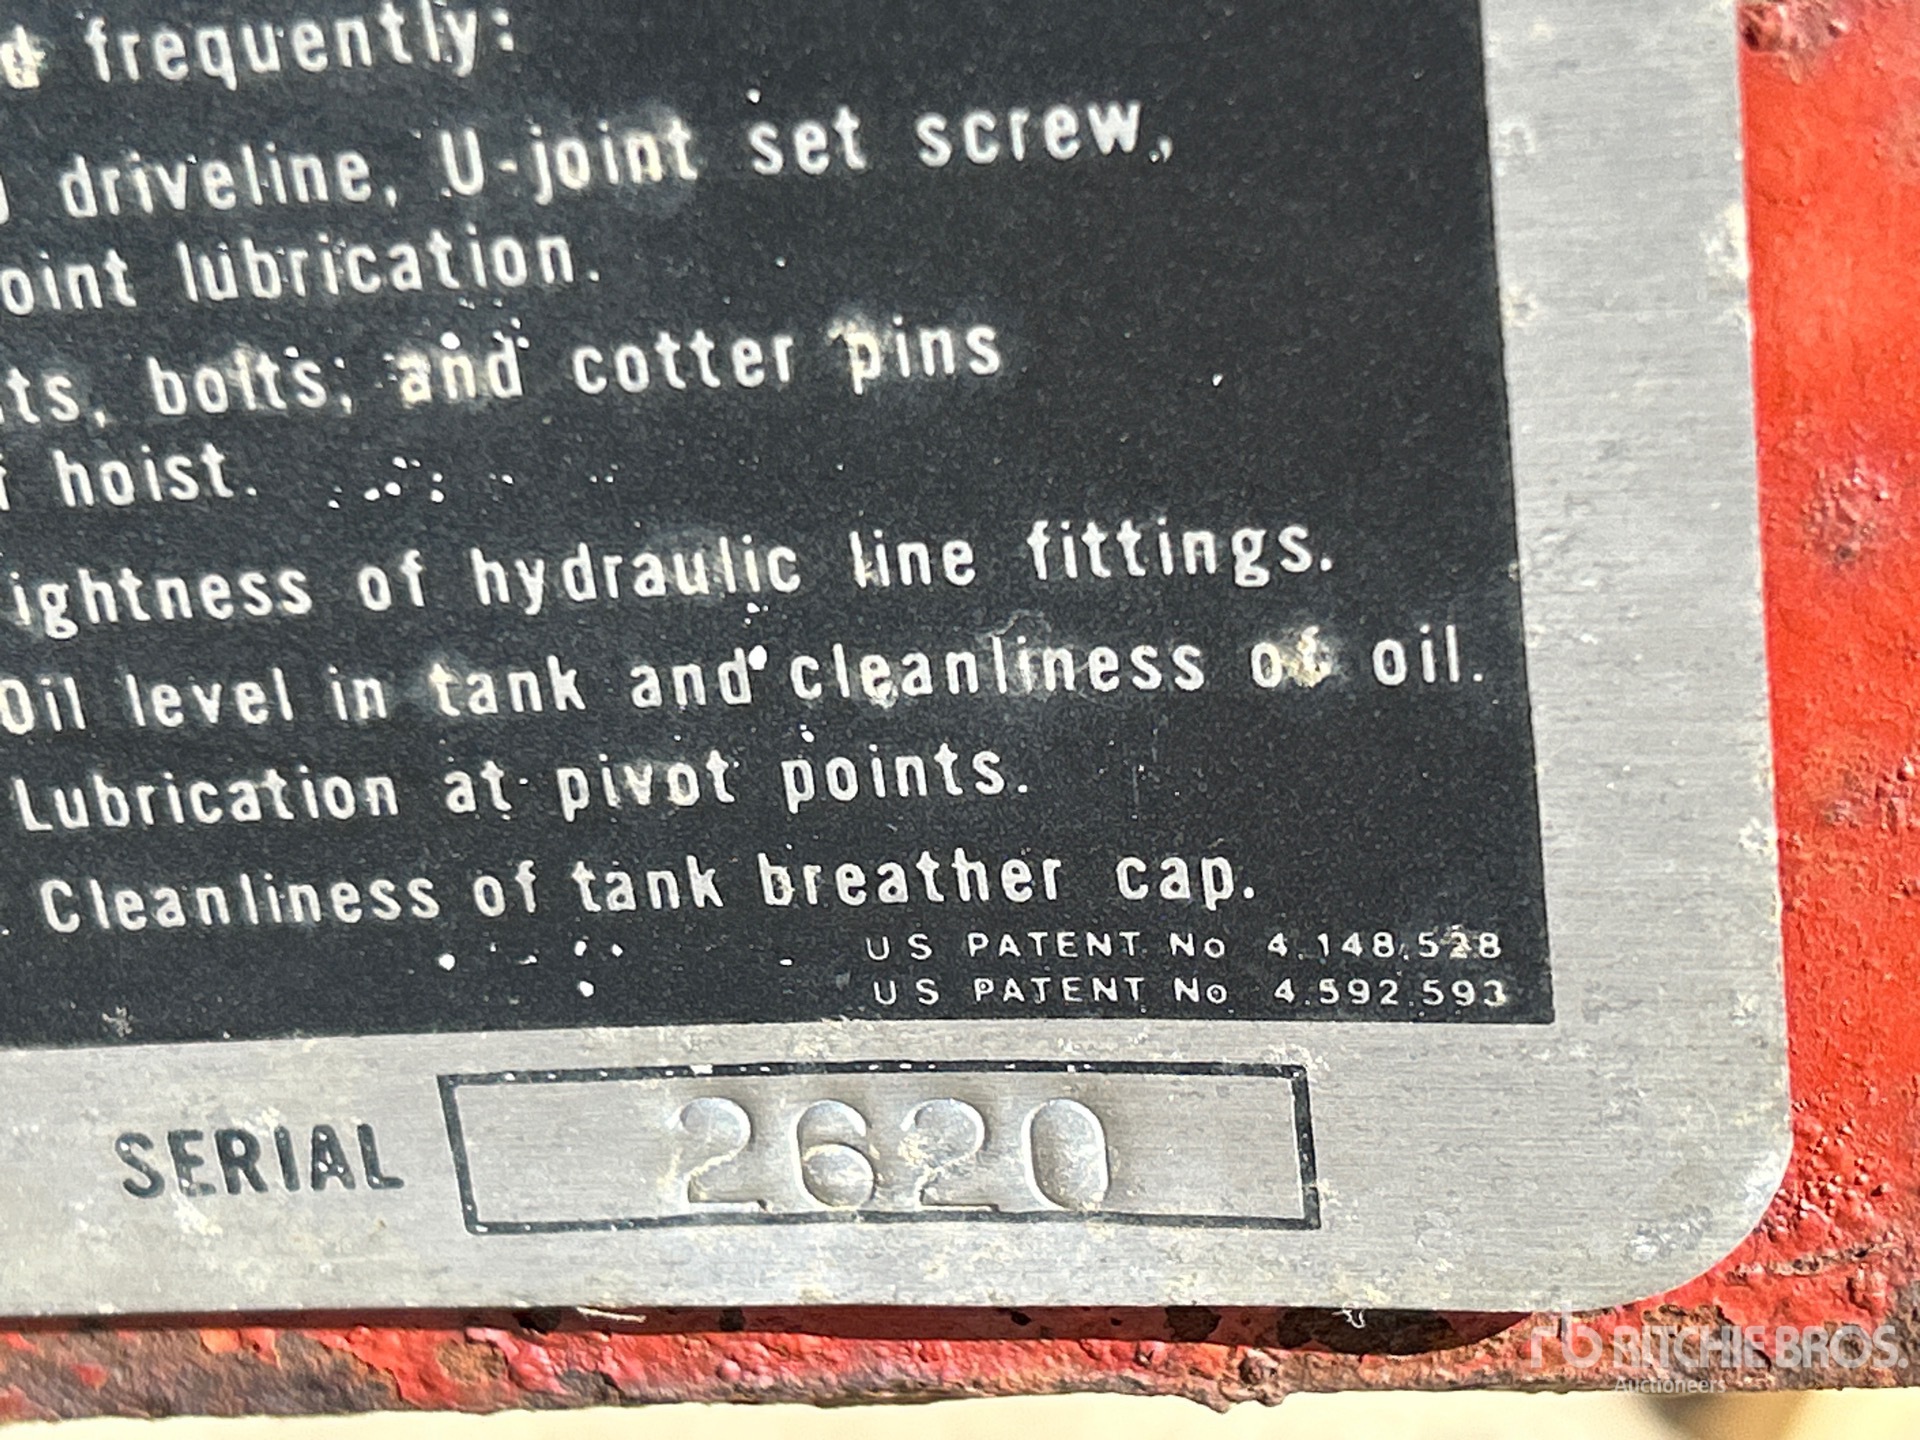 frequently:
driveline, U-joint set screw,
oint lubrication.
ts, bolts, and cotter pins
hoist.
ightness of hydraulic line fittings.
Oil level in tank and cleanliness of oil.
Lubrication at pivot points.
. Cleanliness of tank breather cap.
US PATENT No 4.148.528
US PATENT No 4.592.593
SERIAL 2620
rb RITCHIE BROS.
Auctioneers